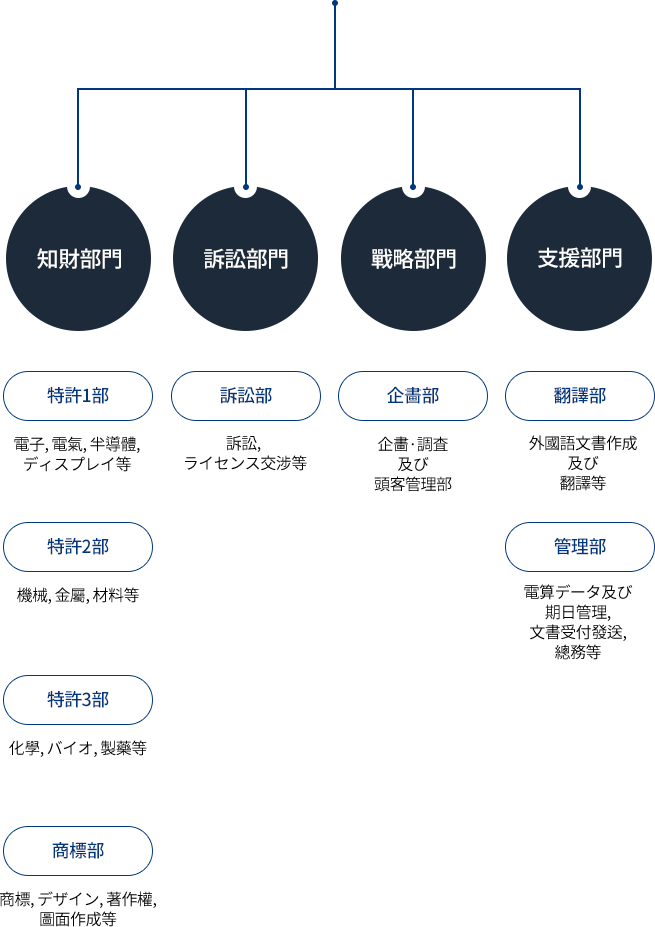 知財部門
訴訟部門
戰略部門
支援部門
特許1部
電子, 電氣, 半導體,
ディスプレイ等
特許2部
機械, 金屬, 材料等
特許3部
化學, バイオ, 製藥等
商標部
商標, デザイン, 著作權,
圖面作成等
訴訟部
訴訟,
ライセンス交渉等
企畵部
企畵·調査
及び
頭客管理部
翻譯部
外國語文書作成
及び
翻譯等
管理部
電算データ及び
期日管理,
文書受付發送,
總務等